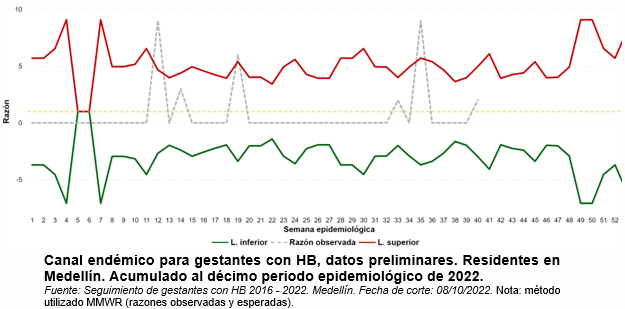 10
5
0
-5
Razón
1 2 3 4 5 6 7 8 9 10 11 12 13 14 15 16 17 18 19 20 21 22 23 24 25 26 27 28 29 30 31 32 33 34 35 36 37 38 39 40 41 42 43 44 45 46 47 48 49 50 51 52
Semana epidemiológica
L. inferior Razón observada L. superior
Canal endémico para gestantes con HB, datos preliminares. Residentes en
Medellín. Acumulado al décimo periodo epidemiológico de 2022.
Fuente: Seguimiento de gestantes con HB 2016 - 2022. Medellín. Fecha de corte: 08/10/2022. Nota: método
utilizado MMWR (razones observadas y esperadas).